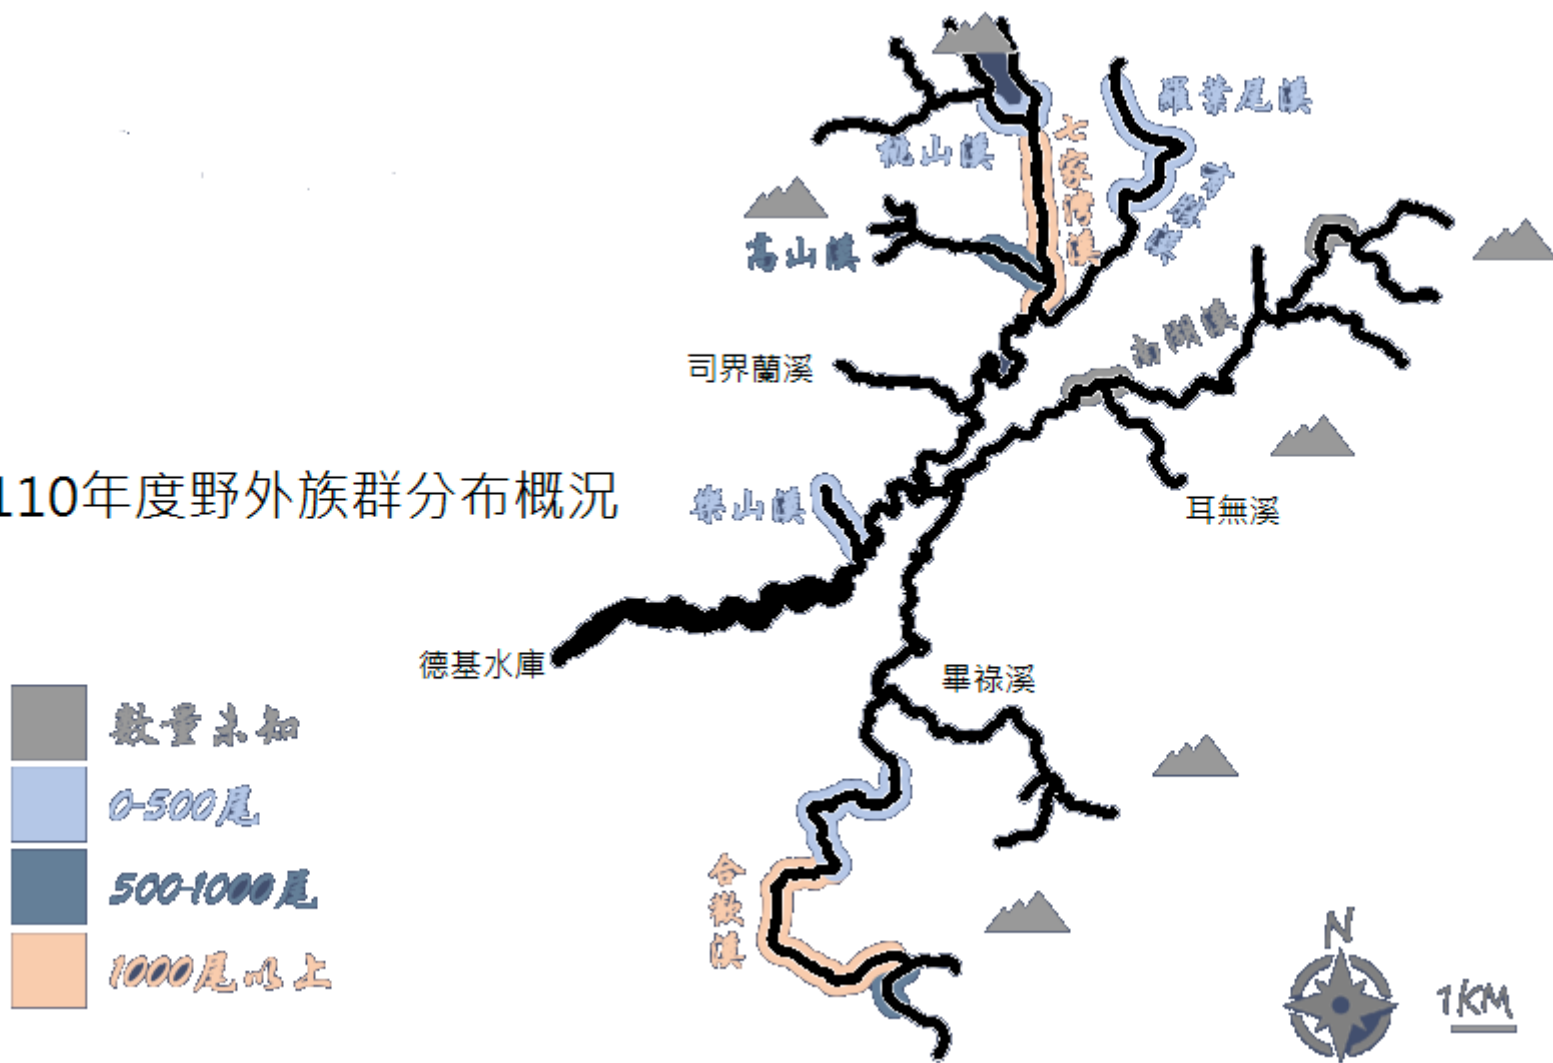 羅葉尾溪
桃山溪
七家灣溪
有勝溪
高山溪
南湖溪
司界蘭溪
110年度野外族群分布概況
樂山溪
耳無溪
德基水庫
畢祿溪
數量未知
0-500尾
500-1000尾
1000尾以上
合歡溪
N
1KM